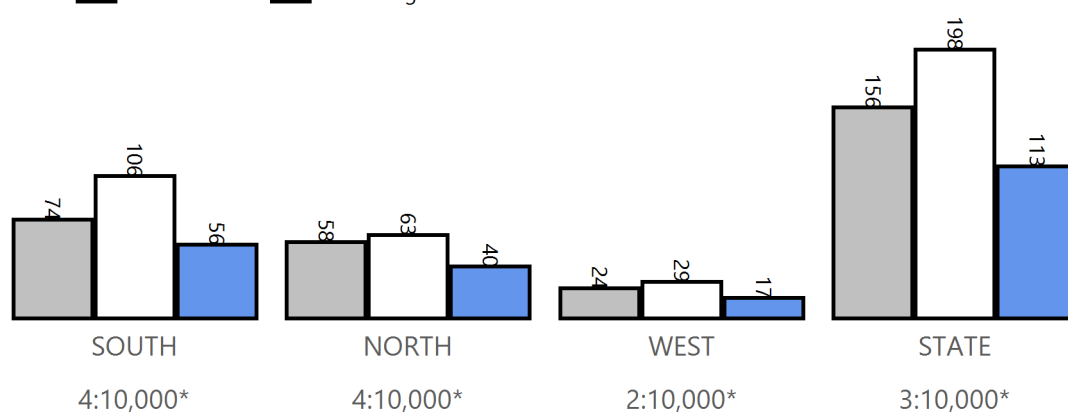 74 106 56 58 63 40 24 29 17 156 198 113
SOUTH NORTH WEST STATE
4:10,000* 4:10,000* 2:10,000* 3:10,000*